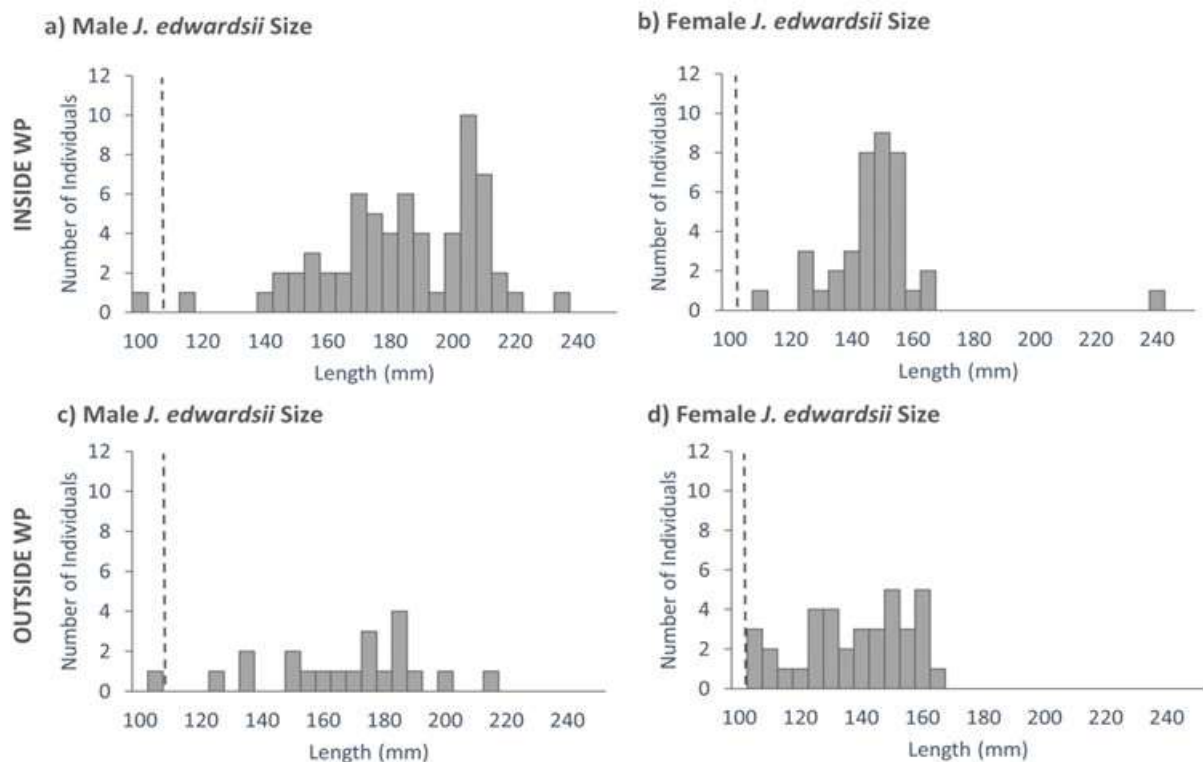 a) Male J. edwardsii Size
b) Female J. edwardsii Size
INSIDE WP
Number of Individuals
12
10
8
6
4
2
0
100 120 140 160 180 200 220 240
Length (mm)
Number of Individuals
12
10
8
6
4
2
0
100 120 140 160 180 200 220 240
Length (mm)
c) Male J. edwardsii Size
d) Female J. edwardsii Size
OUTSIDE WP
Number of Individuals
12
10
8
6
4
2
0
100 120 140 160 180 200 220 240
Length (mm)
Number of Individuals
12
10
8
6
4
2
0
100 120 140 160 180 200 220 240
Length (mm)